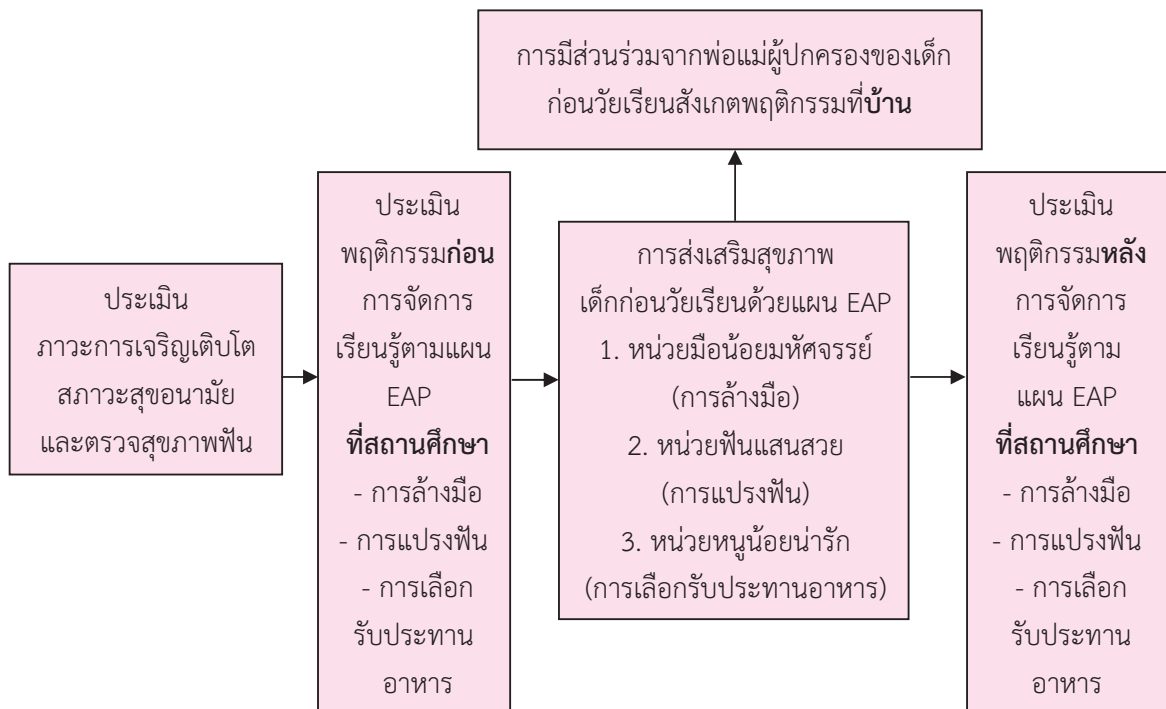 การมีส่วนร่วมจากพ่อแม่ผู้ปกครองของเด็ก
ก่อนวัยเรียนสังเกตพฤติกรรมที่บ้าน
ประเมิน
ภาวะการเจริญเติบโต
สภาวะสุขอนามัย
และตรวจสุขภาพฟัน
ประเมิน
พฤติกรรมก่อน
การจัดการ
เรียนรู้ตามแผน
EAP
ที่สถานศึกษา
- การล้างมือ
- การแปรงฟัน
- การเลือก
รับประทาน
อาหาร
การส่งเสริมสุขภาพ
เด็กก่อนวัยเรียนด้วยแผน EAP
1. หน่วยมือน้อยมหัศจรรย์
(การล้างมือ)
2. หน่วยฟันแสนสวย
(การแปรงฟัน)
3. หน่วยหนูน้อยน่ารัก
(การเลือกรับประทานอาหาร)
ประเมิน
พฤติกรรมหลัง
การจัดการ
เรียนรู้ตาม
แผน EAP
ที่สถานศึกษา
- การล้างมือ
- การแปรงฟัน
- การเลือก
รับประทาน
อาหาร